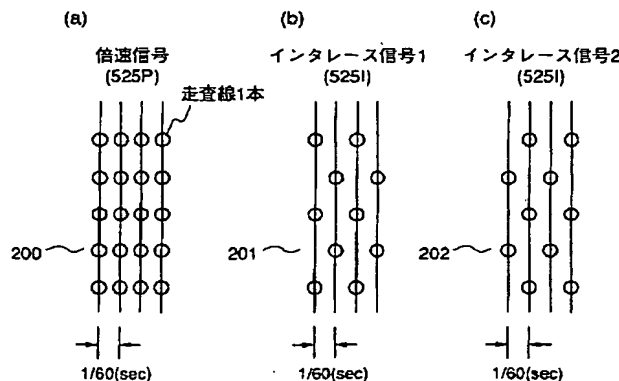 (a)
倍速信号
(525P)
走査線1本
200
1/60(sec)
(b)
インタレース信号1
(525I)
201
1/60(sec)
(c)
インタレース信号2
(525I)
202
1/60(sec)